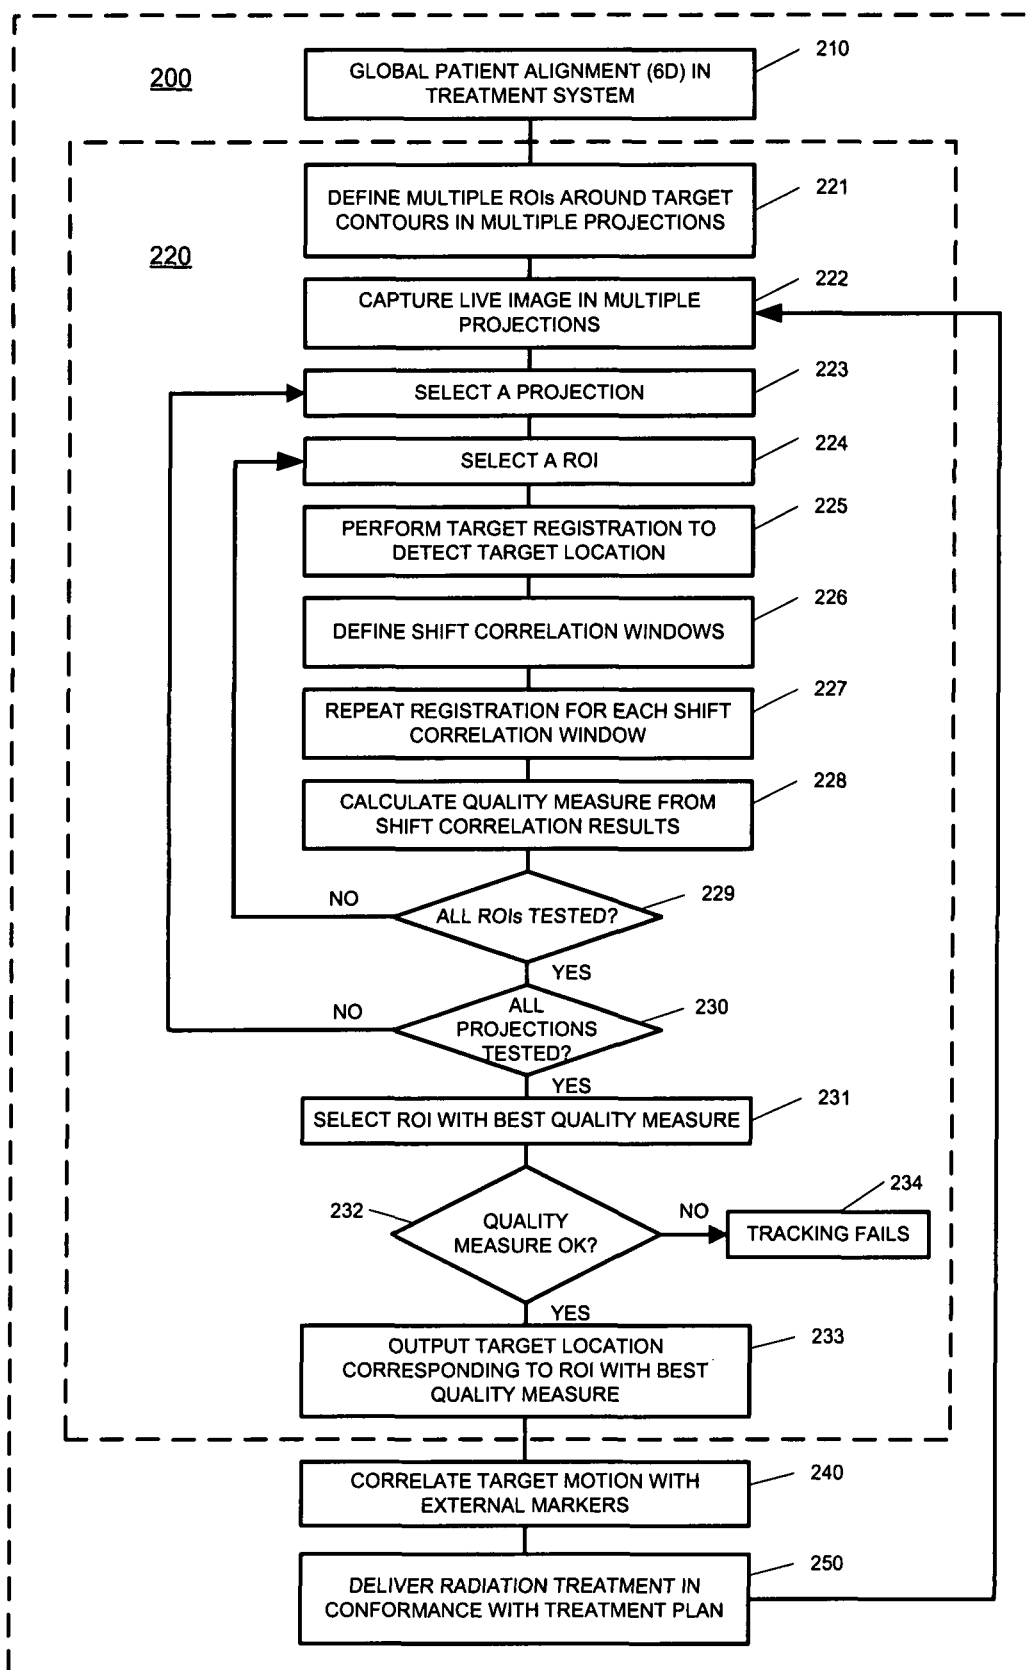 200
210
GLOBAL PATIENT ALIGNMENT (6D) IN
TREATMENT SYSTEM
220
221
DEFINE MULTIPLE ROIs AROUND TARGET
CONTOURS IN MULTIPLE PROJECTIONS
222
CAPTURE LIVE IMAGE IN MULTIPLE
PROJECTIONS
223
SELECT A PROJECTION
224
SELECT A ROI
225
PERFORM TARGET REGISTRATION TO
DETECT TARGET LOCATION
226
DEFINE SHIFT CORRELATION WINDOWS
227
REPEAT REGISTRATION FOR EACH SHIFT
CORRELATION WINDOW
228
CALCULATE QUALITY MEASURE FROM
SHIFT CORRELATION RESULTS
229
NO
ALL ROIs TESTED?
YES
230
NO
ALL
PROJECTIONS
TESTED?
YES
231
SELECT ROI WITH BEST QUALITY MEASURE
232
QUALITY
MEASURE OK?
NO
234
TRACKING FAILS
YES
233
OUTPUT TARGET LOCATION
CORRESPONDING TO ROI WITH BEST
QUALITY MEASURE
240
CORRELATE TARGET MOTION WITH
EXTERNAL MARKERS
250
DELIVER RADIATION TREATMENT IN
CONFORMANCE WITH TREATMENT PLAN